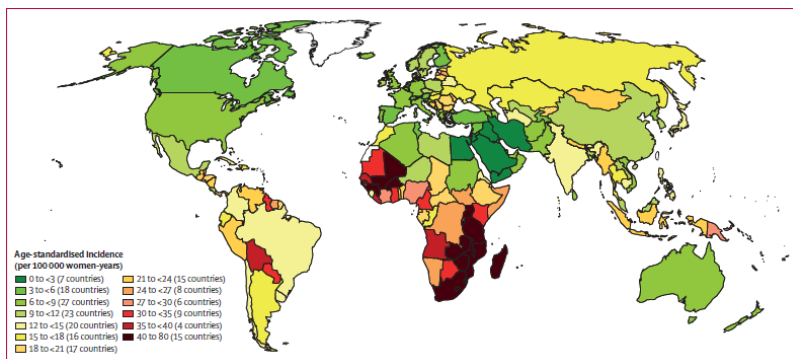 Age-standardised incidence
(per 100 000 women-years)
0 to <3 (7 countries)
3 to <6 (18 countries)
6 to <9 (27 countries)
9 to <12 (23 countries)
12 to <15 (20 countries)
15 to <18 (16 countries)
18 to <21 (17 countries)
21 to <24 (15 countries)
24 to <27 (8 countries)
27 to <30 (6 countries)
30 to <35 (9 countries)
35 to <40 (4 countries)
40 to 80 (15 countries)